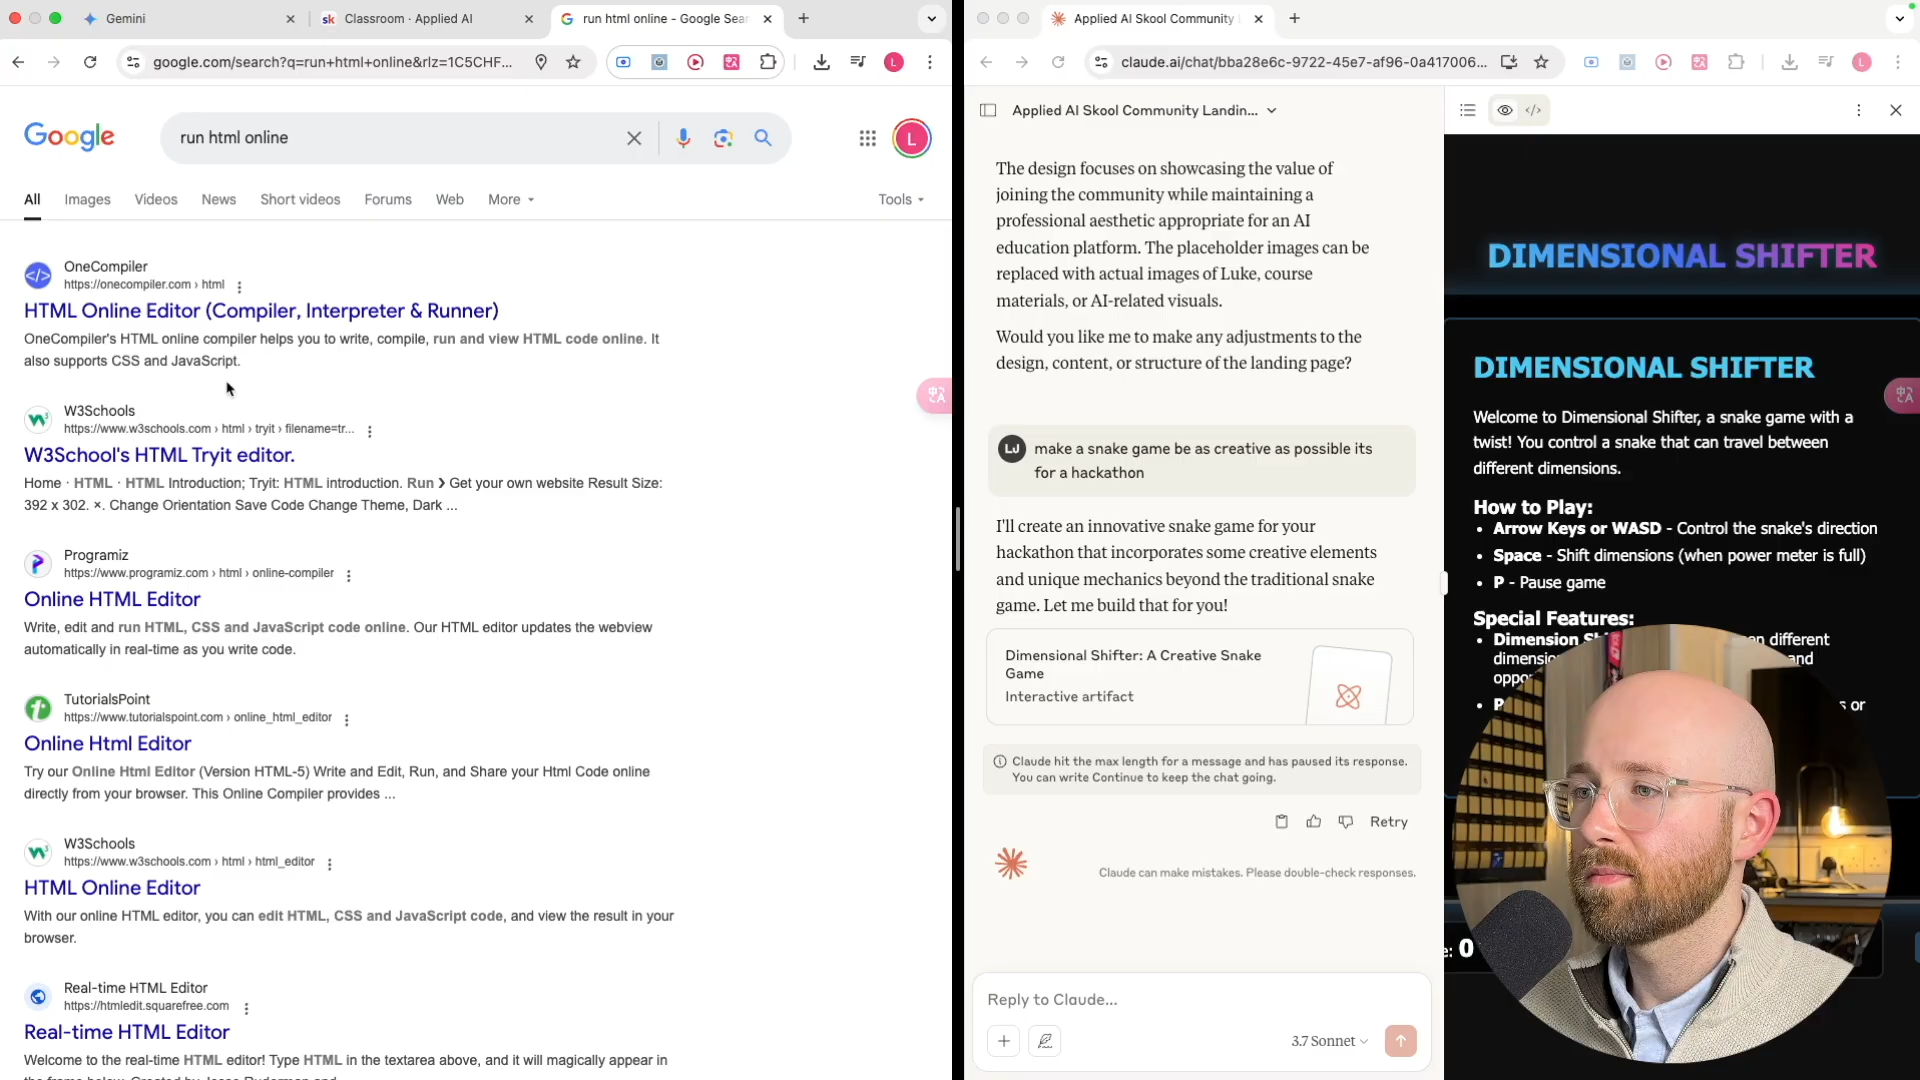 Gemini
Classroom · Applied AI
run html online - Google Sear
google.com/search?q=run+html+online&rlz=1C5CHF...
L
Google
run html online
L
All
Images
Videos
News
Short videos
Forums
Web
More
Tools
OneCompiler
https://onecompiler.com › html
HTML Online Editor (Compiler, Interpreter & Runner)
OneCompiler's HTML online compiler helps you to write, compile, run and view HTML code online. It
also supports CSS and JavaScript.
W3Schools
https://www.w3schools.com › html › tryit › filename=tr...
W3School's HTML Tryit editor.
Home · HTML · HTML Introduction; Tryit: HTML introduction. Run ❯ Get your own website Result Size:
392 x 302. ×. Change Orientation Save Code Change Theme, Dark ...
Programiz
https://www.programiz.com › html › online-compiler
Online HTML Editor
Write, edit and run HTML, CSS and JavaScript code online. Our HTML editor updates the webview
automatically in real-time as you write code.
TutorialsPoint
https://www.tutorialspoint.com › online_html_editor
Online Html Editor
Try our Online Html Editor (Version HTML-5) Write and Edit, Run, and Share your Html Code online
directly from your browser. This Online Compiler provides ...
W3Schools
https://www.w3schools.com › html › html_editor
HTML Online Editor
With our online HTML editor, you can edit HTML, CSS and JavaScript code, and view the result in your
browser.
Real-time HTML Editor
https://htmledit.squarefree.com
Real-time HTML Editor
Welcome to the real-time HTML editor! Type HTML in the textarea above, and it will magically appear in
Applied AI Skool Community
claude.ai/chat/bba28e6c-9722-45e7-af96-0a417006...
L
Applied AI Skool Community Landin...
The design focuses on showcasing the value of
joining the community while maintaining a
professional aesthetic appropriate for an AI
education platform. The placeholder images can be
replaced with actual images of Luke, course
materials, or AI-related visuals.
Would you like me to make any adjustments to the
design, content, or structure of the landing page?
LJ
make a snake game be as creative as possible its
for a hackathon
I'll create an innovative snake game for your
hackathon that incorporates some creative elements
and unique mechanics beyond the traditional snake
game. Let me build that for you!
Dimensional Shifter: A Creative Snake
Game
Interactive artifact
Claude hit the max length for a message and has paused its response.
You can write Continue to keep the chat going.
Retry
Claude can make mistakes. Please double-check responses.
Reply to Claude...
3.7 Sonnet
DIMENSIONAL SHIFTER
DIMENSIONAL SHIFTER
Welcome to Dimensional Shifter, a snake game with a
twist! You control a snake that can travel between
different dimensions.
How to Play:
• Arrow Keys or WASD - Control the snake's direction
• Space - Shift dimensions (when power meter is full)
• P - Pause game
Special Features:
• Dimension different
and
or
e: 0